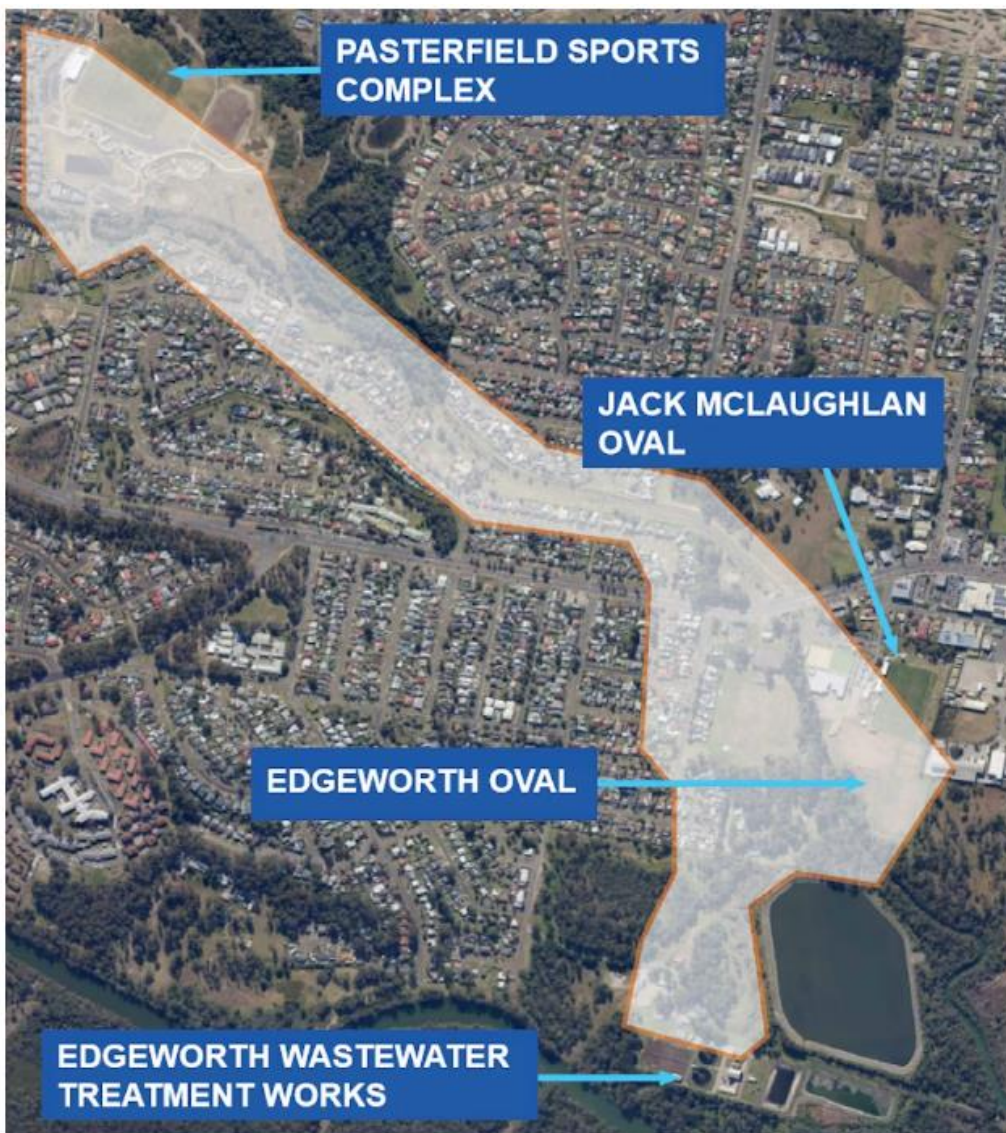 PASTERFIELD SPORTS
COMPLEX
JACK MCLAUGHLAN
OVAL
EDGEWORTH OVAL
EDGEWORTH WASTEWATER
TREATMENT WORKS